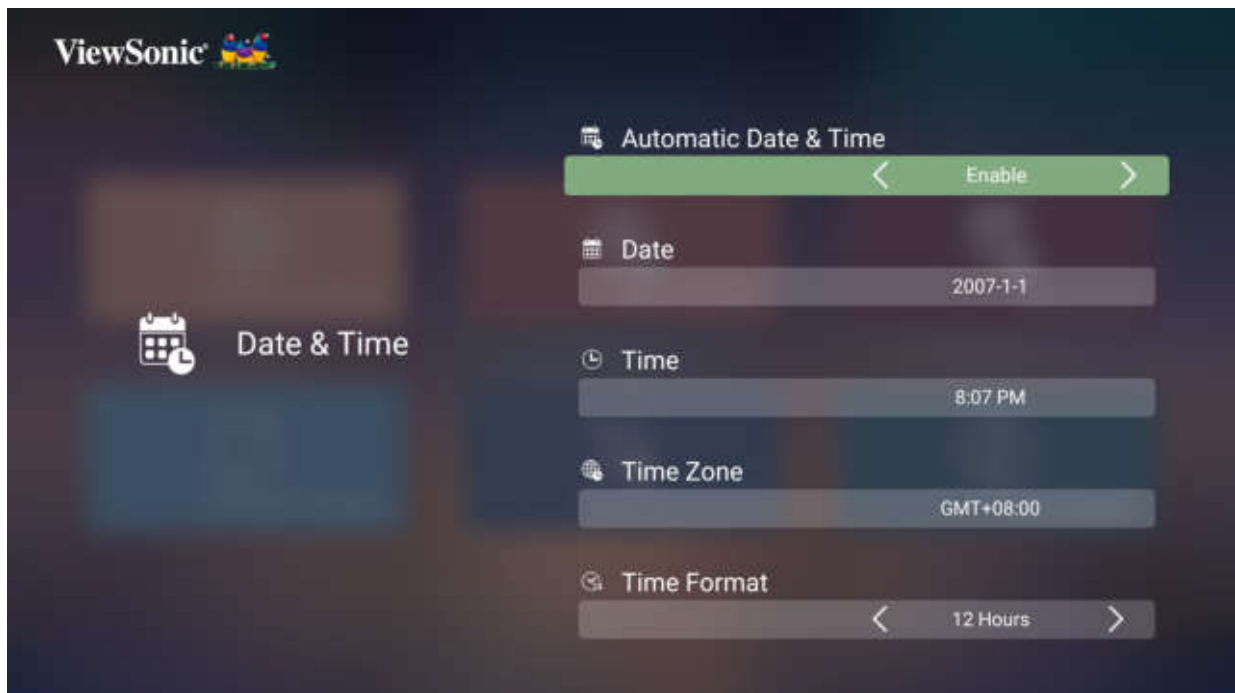 ViewSonic
Automatic Date & Time
Enable
Date
2007-1-1
Date & Time
Time
8:07 PM
Time Zone
GMT+08:00
Time Format
12 Hours